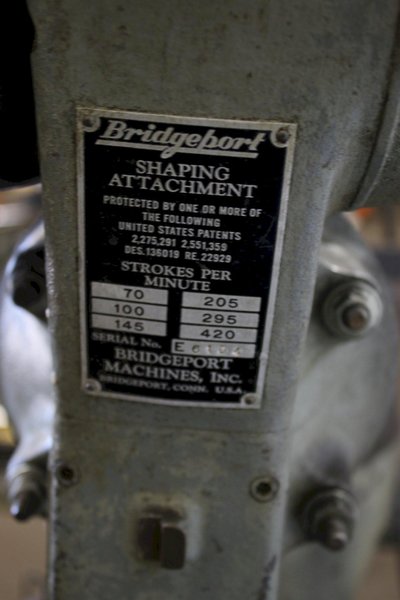 Bridgeport
SHAPING
ATTACHMENT
PROTECTED BY ONE OR MORE OF
THE FOLLOWING
UNITED STATES PATENTS
2,275,291 2,551,359
DES. 136019 RE. 22929
STROKES PER
MINUTE
70 205
100 295
145 420
SERIAL No.
BRIDGEPORT
MACHINES, INC.
BRIDGEPORT, CONN. U.S.A.